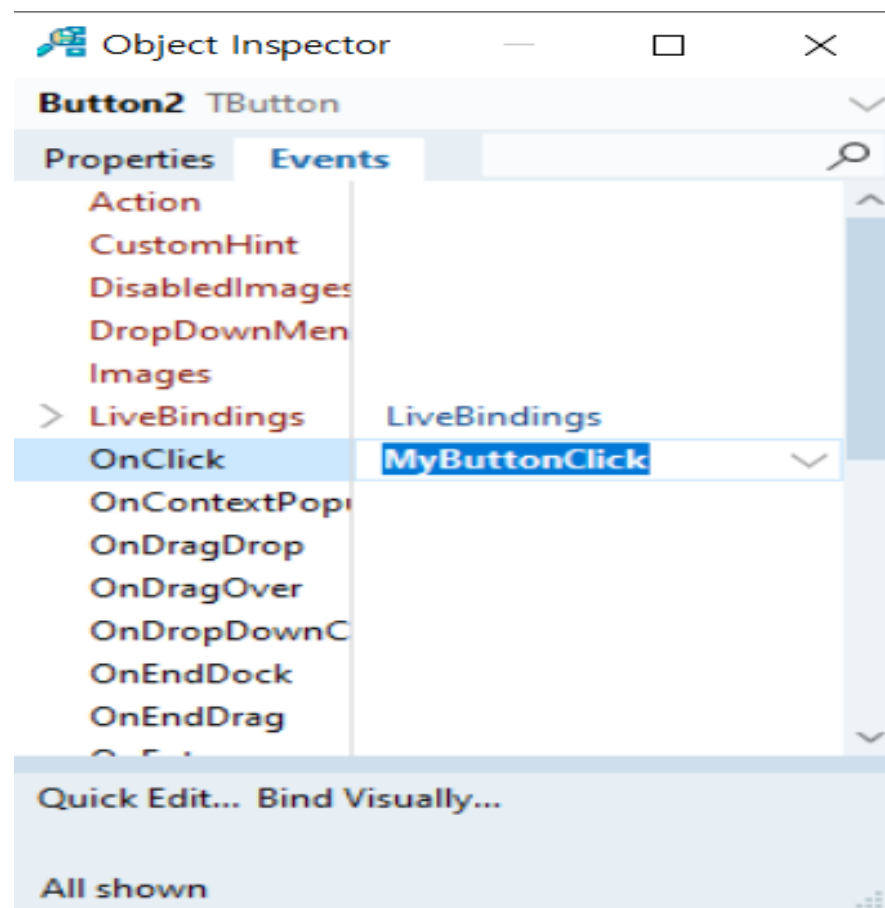 Object Inspector
Button2 TButton
Properties Events
Action
CustomHint
DisabledImages
DropDownMen
Images
LiveBindings LiveBindings
OnClick MyButtonClick
OnContextPop
OnDragDrop
OnDragOver
OnDropDownC
OnEndDock
OnEndDrag
Quick Edit... Bind Visually...
All shown